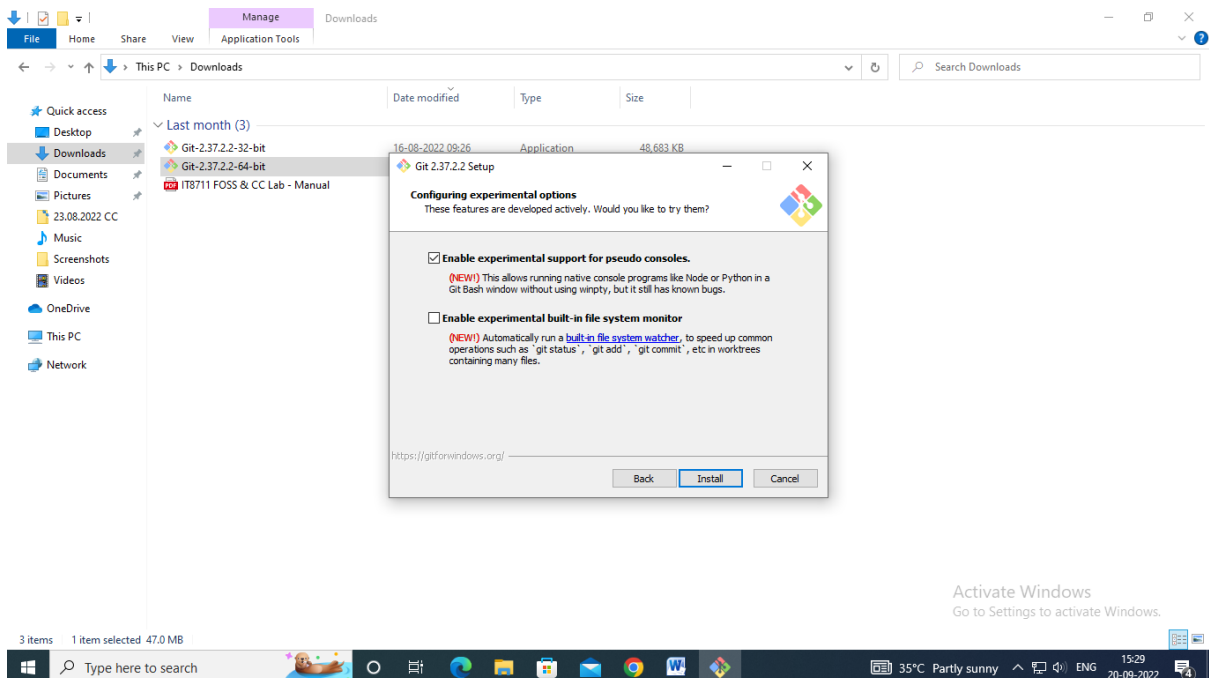 Manage
Downloads
File
Home
Share
View
Application Tools
This PC
Downloads
Search Downloads
Name
Date modified
Type
Size
Quick access
Desktop
Downloads
Documents
Pictures
23.08.2022 CC
Music
Screenshots
Videos
OneDrive
This PC
Network
Last month (3)
Git-2.37.2.2-32-bit
16-08-2022 09:26
Application
48,683 KB
Git-2.37.2.2-64-bit
PDF
IT8711 FOSS & CC Lab - Manual
Git 2.37.2.2 Setup
Configuring experimental options
These features are developed actively. Would you like to try them?
Enable experimental support for pseudo consoles.
(NEW!) This allows running native console programs like Node or Python in a
Git Bash window without using winpty, but it still has known bugs.
Enable experimental built-in file system monitor
(NEW!) Automatically run a built-in file system watcher, to speed up common
operations such as `git status`, `git add`, `git commit`, etc in worktrees
containing many files.
https://gitforwindows.org/
Back
Install
Cancel
Activate Windows
Go to Settings to activate Windows.
3 items
1 item selected 47.0 MB
Type here to search
W
35°C Partly sunny
ENG
15:29
20-09-2022
4